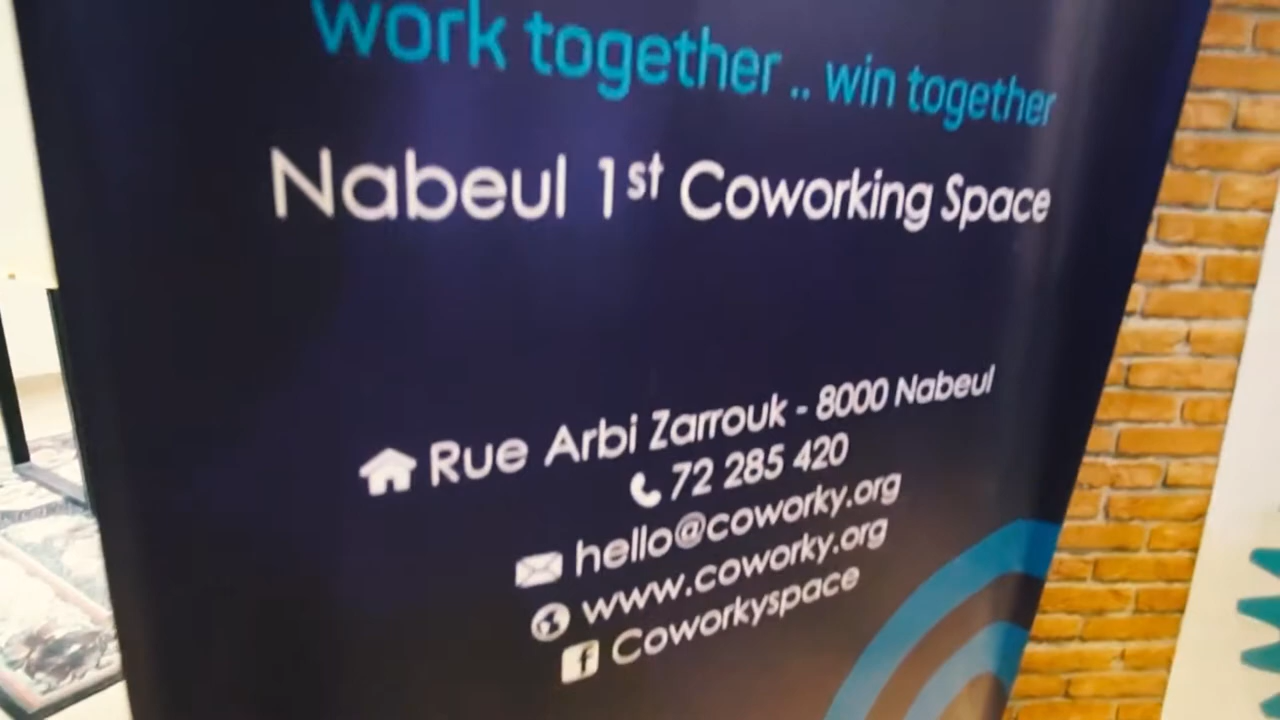 work together .. win together
Nabeul 1st Coworking Space
Rue Arbi Zarrouk - 8000 Nabeul
72 285 420
hello@coworky.org
www.coworky.org
Coworkyspace